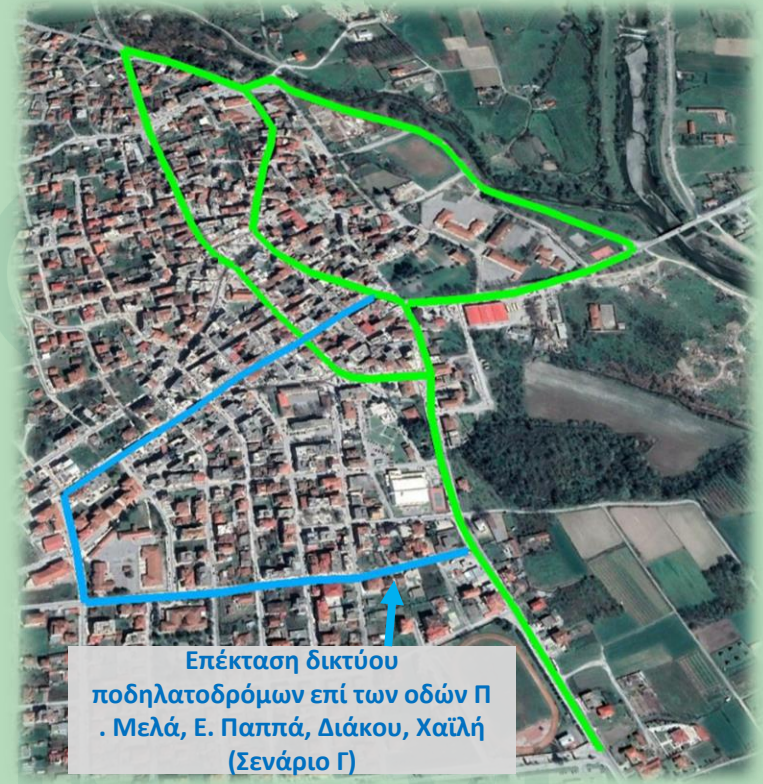 Επέκταση δικτύου
ποδηλατοδρόμων επί των οδών Π
. Μελά, Ε. Παππά, Διάκου, Χαϊλή
(Σενάριο Γ)